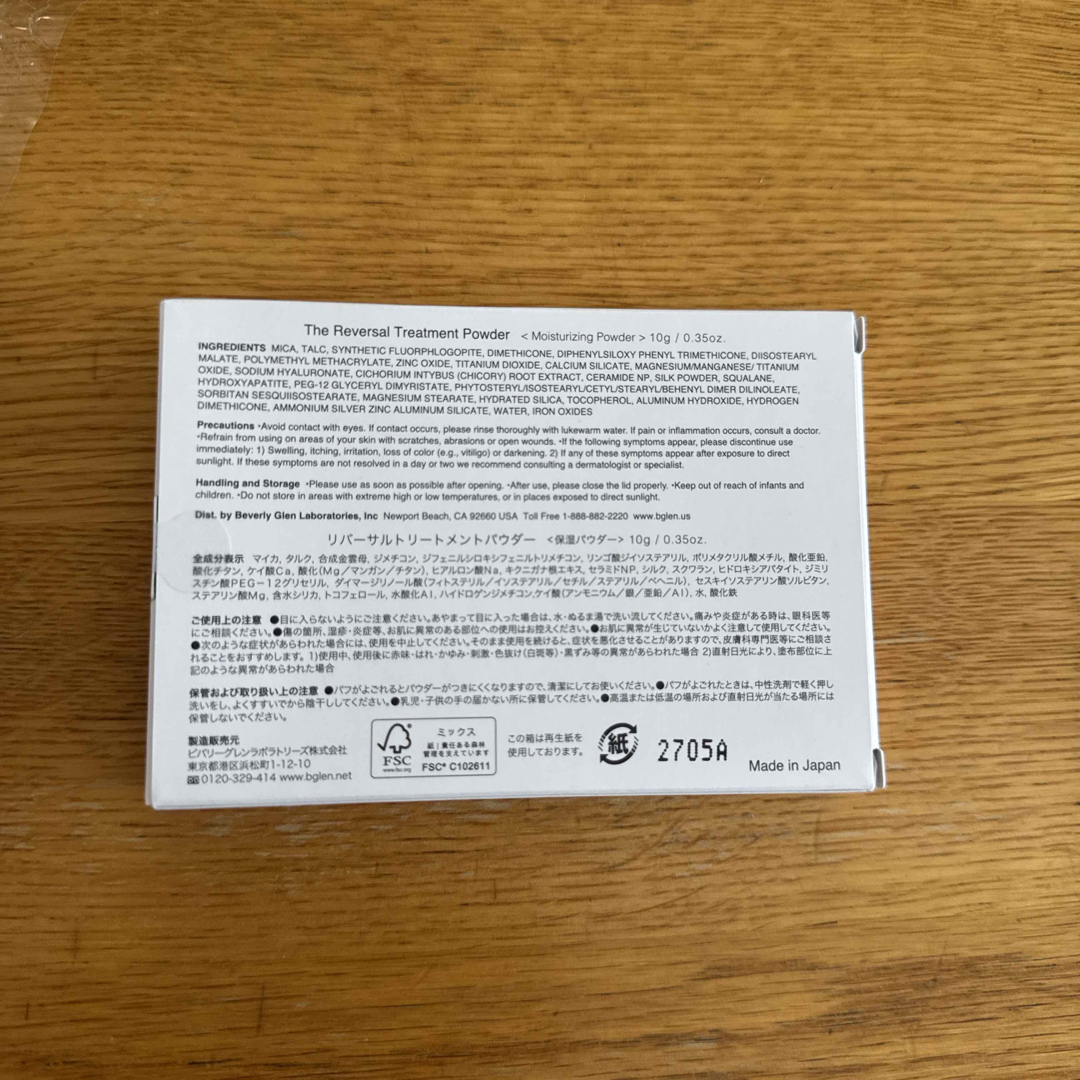 The Reversal Treatment Powder < Moisturizing Powder > 10g / 0.35oz.
INGREDIENTS MICA, TALC, SYNTHETIC FLUORPHLOGOPITE, DIMETHICONE, DIPHENYLSILOXY PHENYL TRIMETHICONE, DIISOSTEARYL
MALATE, POLYMETHYL METHACRYLATE, ZINC OXIDE, TITANIUM DIOXIDE, CALCIUM SILICATE, MAGNESIUM/MANGANESE/ TITANIUM
OXIDE, SODIUM HYALURONATE, CICHORIUM INTYBUS (CHICORY) ROOT EXTRACT, CERAMIDE NP, SILK POWDER, SQUALANE,
HYDROXYAPATITE, PEG-12 GLYCERYL DIMYRISTATE, PHYTOSTERYL/ISOSTEARYL/CETYL/STEARYL/BEHENYL DIMER DILINOLEATE,
SORBITAN SESQUIISOSTEARATE, MAGNESIUM STEARATE, HYDRATED SILICA, TOCOPHEROL, ALUMINUM HYDROXIDE, HYDROGEN
DIMETHICONE, AMMONIUM SILVER ZINC ALUMINUM SILICATE, WATER, IRON OXIDES
Precautions •Avoid contact with eyes. If contact occurs, please rinse thoroughly with lukewarm water. If pain or inflammation occurs, consult a doctor.
•Refrain from using on areas of your skin with scratches, abrasions or open wounds. •If the following symptoms appear, please discontinue use
immediately: 1) Swelling, itching, irritation, loss of color (e.g., vitiligo) or darkening. 2) If any of these symptoms appear after exposure to direct
sunlight. If these symptoms are not resolved in a day or two we recommend consulting a dermatologist or specialist.
Handling and Storage •Please use as soon as possible after opening. •After use, please close the lid properly. •Keep out of reach of infants and
children. •Do not store in areas with extreme high or low temperatures, or in places exposed to direct sunlight.
Dist. by Beverly Glen Laboratories, Inc Newport Beach, CA 92660 USA Toll Free 1-888-882-2220 www.bglen.us
リバーサルトリートメントパウダー <保湿パウダー> 10g / 0.35oz.
全成分表示 マイカ, タルク, 合成金雲母, ジメチコン, ジフェニルシロキシフェニルトリメチコン, リンゴ酸ジイソステアリル, ポリメタクリル酸メチル, 酸化亜鉛,
酸化チタン, ケイ酸Ca, 酸化(Mg／マンガン／チタン), ヒアルロン酸Na, キクニガナ根エキス, セラミドNP, シルク, スクワラン, ヒドロキシアパタイト, ジミリ
スチン酸PEG－12グリセリル, ダイマージリノール酸(フィトステリル／イソステアリル／セチル／ステアリル／ベヘニル), セスキイソステアリン酸ソルビタン,
ステアリン酸Mg, 含水シリカ, トコフェロール, 水酸化Al, ハイドロゲンジメチコン,ケイ酸(アンモニウム／銀／亜鉛／Al), 水, 酸化鉄
ご使用上の注意 ●目に入らないようにご注意ください。あやまって目に入った場合は、水・ぬるま湯で洗い流してください。痛みや炎症がある時は、眼科医等
にご相談ください。●傷の箇所、湿疹・炎症等、お肌に異常のある部位への使用はお控えください。●お肌に異常が生じていないかよく注意して使用してください。
●次のような症状があらわれた場合には、使用を中止してください。そのまま使用を続けると、症状を悪化させることがありますので、皮膚科専門医等にご相談さ
れることをおすすめします。 1)使用中、使用後に赤味・はれ・かゆみ・刺激・色抜け(白斑等)・黒ずみ等の異常があらわれた場合 2)直射日光により、塗布部位に上
記のような異常があらわれた場合
保管および取り扱い上の注意 ●パフがよごれるとパウダーがつきにくくなりますので、清潔にしてお使いください。●パフがよごれたときは、中性洗剤で軽く押し
洗いをし、よくすすいでから陰干ししてください。●乳児・子供の手の届かない所に保管してください。●高温または低温の場所および直射日光が当たる場所には
保管しないでください。
製造販売元
ビバリーグレンラボラトリーズ株式会社
東京都港区浜松町1-12-10
0120-329-414 www.bglen.net
FSC
www.fsc.org
ミックス
紙｜責任ある森林
管理を支えています
FSC® C102611
この箱は再生紙を
使用しております。
紙
2705A
Made in Japan